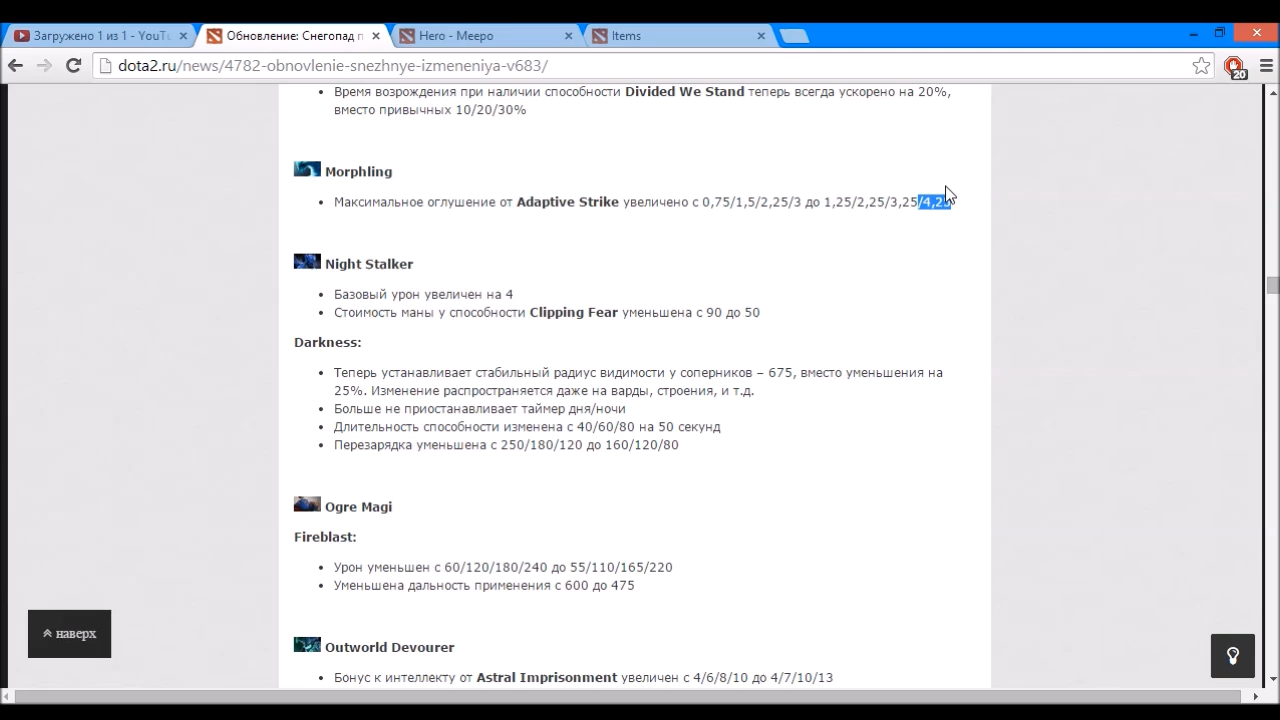 Загружено 1 из 1 - YouTu
Обновление: Снегопад п
Hero - Meepo
Items
dota2.ru/news/4782-obnovlenie-snezhnye-izmeneniya-v683/
20
Время возрождения при наличии способности Divided We Stand теперь всегда ускорено на 20%,
вместо привычных 10/20/30%
Morphling
Максимальное оглушение от Adaptive Strike увеличено с 0,75/1,5/2,25/3 до 1,25/2,25/3,25/4,25
Night Stalker
Базовый урон увеличен на 4
Стоимость маны у способности Clipping Fear уменьшена с 90 до 50
Darkness:
Теперь устанавливает стабильный радиус видимости у соперников – 675, вместо уменьшения на
25%. Изменение распространяется даже на варды, строения, и т.д.
Больше не приостанавливает таймер дня/ночи
Длительность способности изменена с 40/60/80 на 50 секунд
Перезарядка уменьшена с 250/180/120 до 160/120/80
Ogre Magi
Fireblast:
Урон уменьшен с 60/120/180/240 до 55/110/165/220
Уменьшена дальность применения с 600 до 475
наверх
Outworld Devourer
Бонус к интеллекту от Astral Imprisonment увеличен с 4/6/8/10 до 4/7/10/13